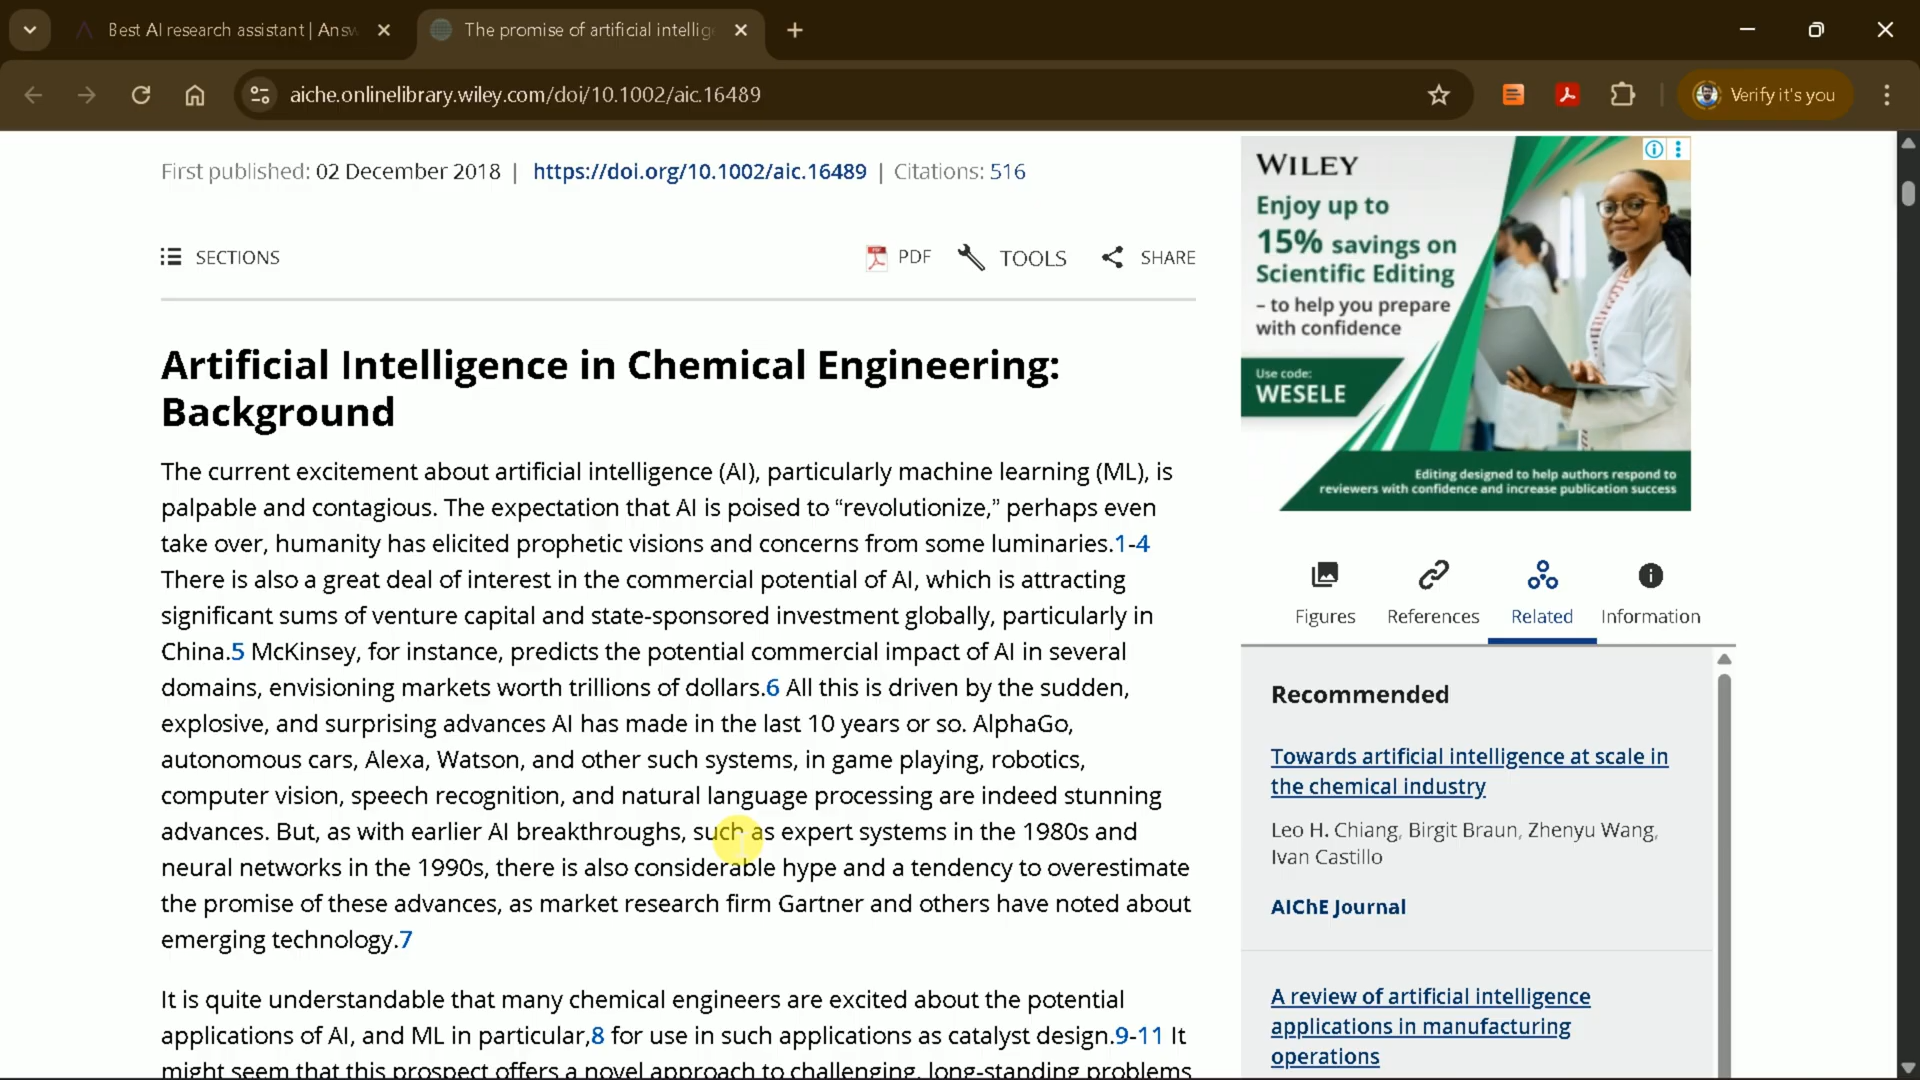 Best AI research assistant | Answ
The promise of artificial intellig
aiche.onlinelibrary.wiley.com/doi/10.1002/aic.16489
Verify it's you
First published: 02 December 2018 | https://doi.org/10.1002/aic.16489 | Citations: 516
SECTIONS
PDF
TOOLS
SHARE
Artificial Intelligence in Chemical Engineering:
Background
The current excitement about artificial intelligence (AI), particularly machine learning (ML), is
palpable and contagious. The expectation that AI is poised to “revolutionize,” perhaps even
take over, humanity has elicited prophetic visions and concerns from some luminaries.1-4
There is also a great deal of interest in the commercial potential of AI, which is attracting
significant sums of venture capital and state-sponsored investment globally, particularly in
China.5 McKinsey, for instance, predicts the potential commercial impact of AI in several
domains, envisioning markets worth trillions of dollars.6 All this is driven by the sudden,
explosive, and surprising advances AI has made in the last 10 years or so. AlphaGo,
autonomous cars, Alexa, Watson, and other such systems, in game playing, robotics,
computer vision, speech recognition, and natural language processing are indeed stunning
advances. But, as with earlier AI breakthroughs, such as expert systems in the 1980s and
neural networks in the 1990s, there is also considerable hype and a tendency to overestimate
the promise of these advances, as market research firm Gartner and others have noted about
emerging technology.7
It is quite understandable that many chemical engineers are excited about the potential
applications of AI, and ML in particular,8 for use in such applications as catalyst design.9-11 It
might seem that this prospect offers a novel approach to challenging, long-standing problems
WILEY
Enjoy up to
15% savings on
Scientific Editing
– to help you prepare
with confidence
Use code:
WESELE
Editing designed to help authors respond to
reviewers with confidence and increase publication success
Figures
References
Related
Information
Recommended
Towards artificial intelligence at scale in
the chemical industry
Leo H. Chiang, Birgit Braun, Zhenyu Wang,
Ivan Castillo
AIChE Journal
A review of artificial intelligence
applications in manufacturing
operations